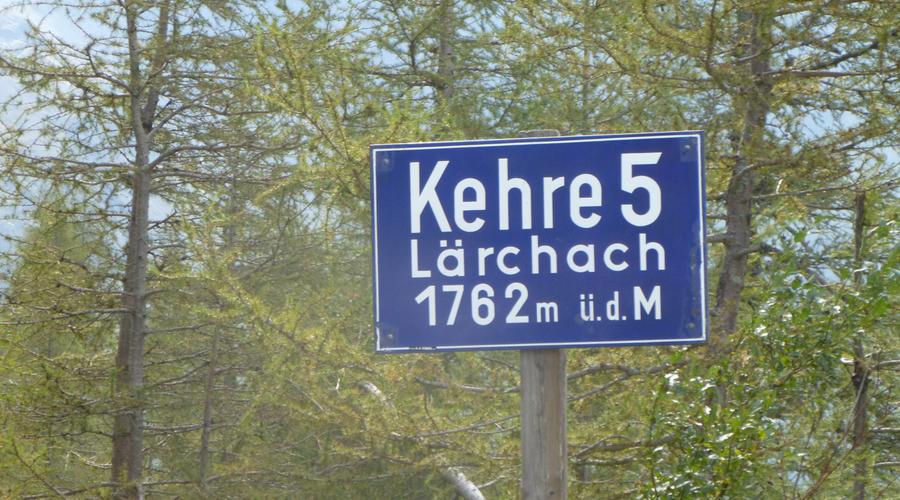 Kehre 5
Lärchach
1762m ü.d.M